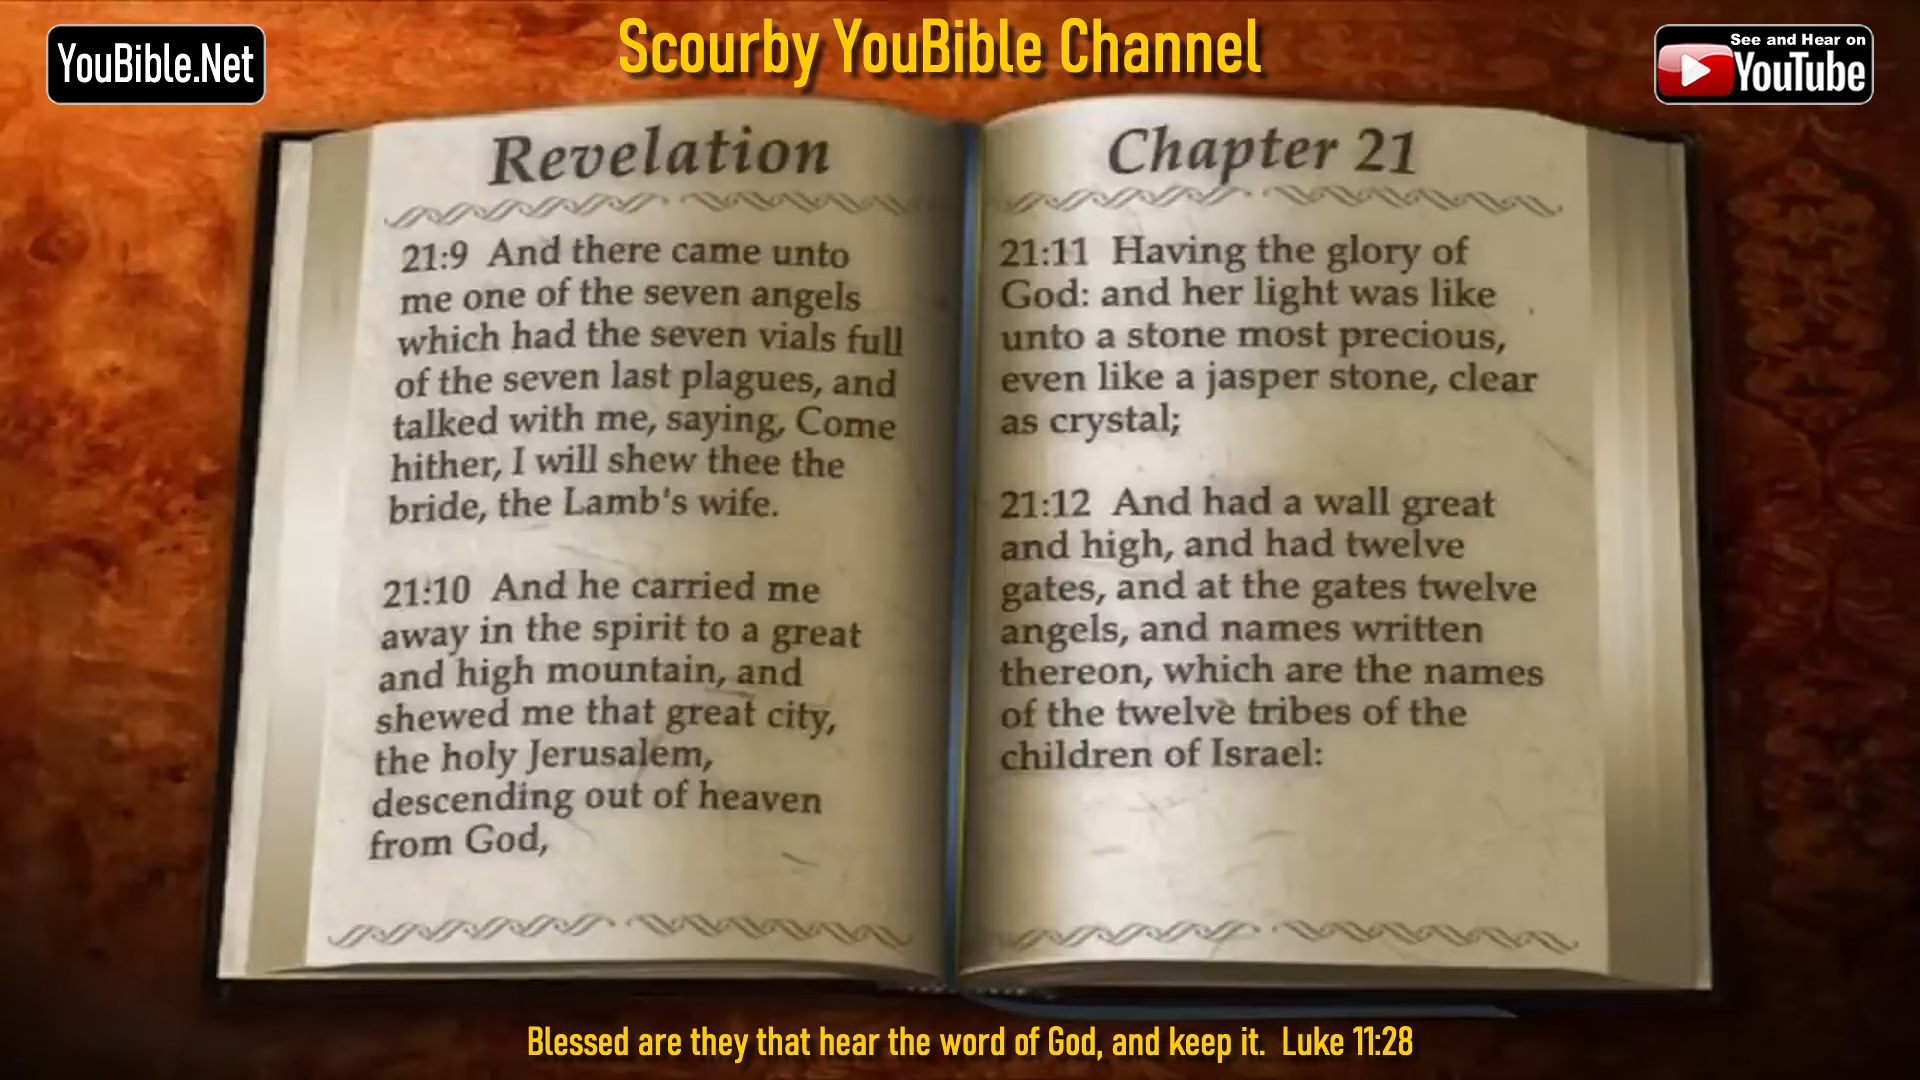 YouBible.Net
Scourby YouBible Channel
See and Hear on
YouTube
Revelation
21:9 And there came unto
me one of the seven angels
which had the seven vials full
of the seven last plagues, and
talked with me, saying, Come
hither, I will shew thee the
bride, the Lamb's wife.
21:10 And he carried me
away in the spirit to a great
and high mountain, and
shewed me that great city,
the holy Jerusalem,
descending out of heaven
from God,
Chapter 21
21:11 Having the glory of
God: and her light was like
unto a stone most precious,
even like a jasper stone, clear
as crystal;
21:12 And had a wall great
and high, and had twelve
gates, and at the gates twelve
angels, and names written
thereon, which are the names
of the twelve tribes of the
children of Israel:
Blessed are they that hear the word of God, and keep it. Luke 11:28